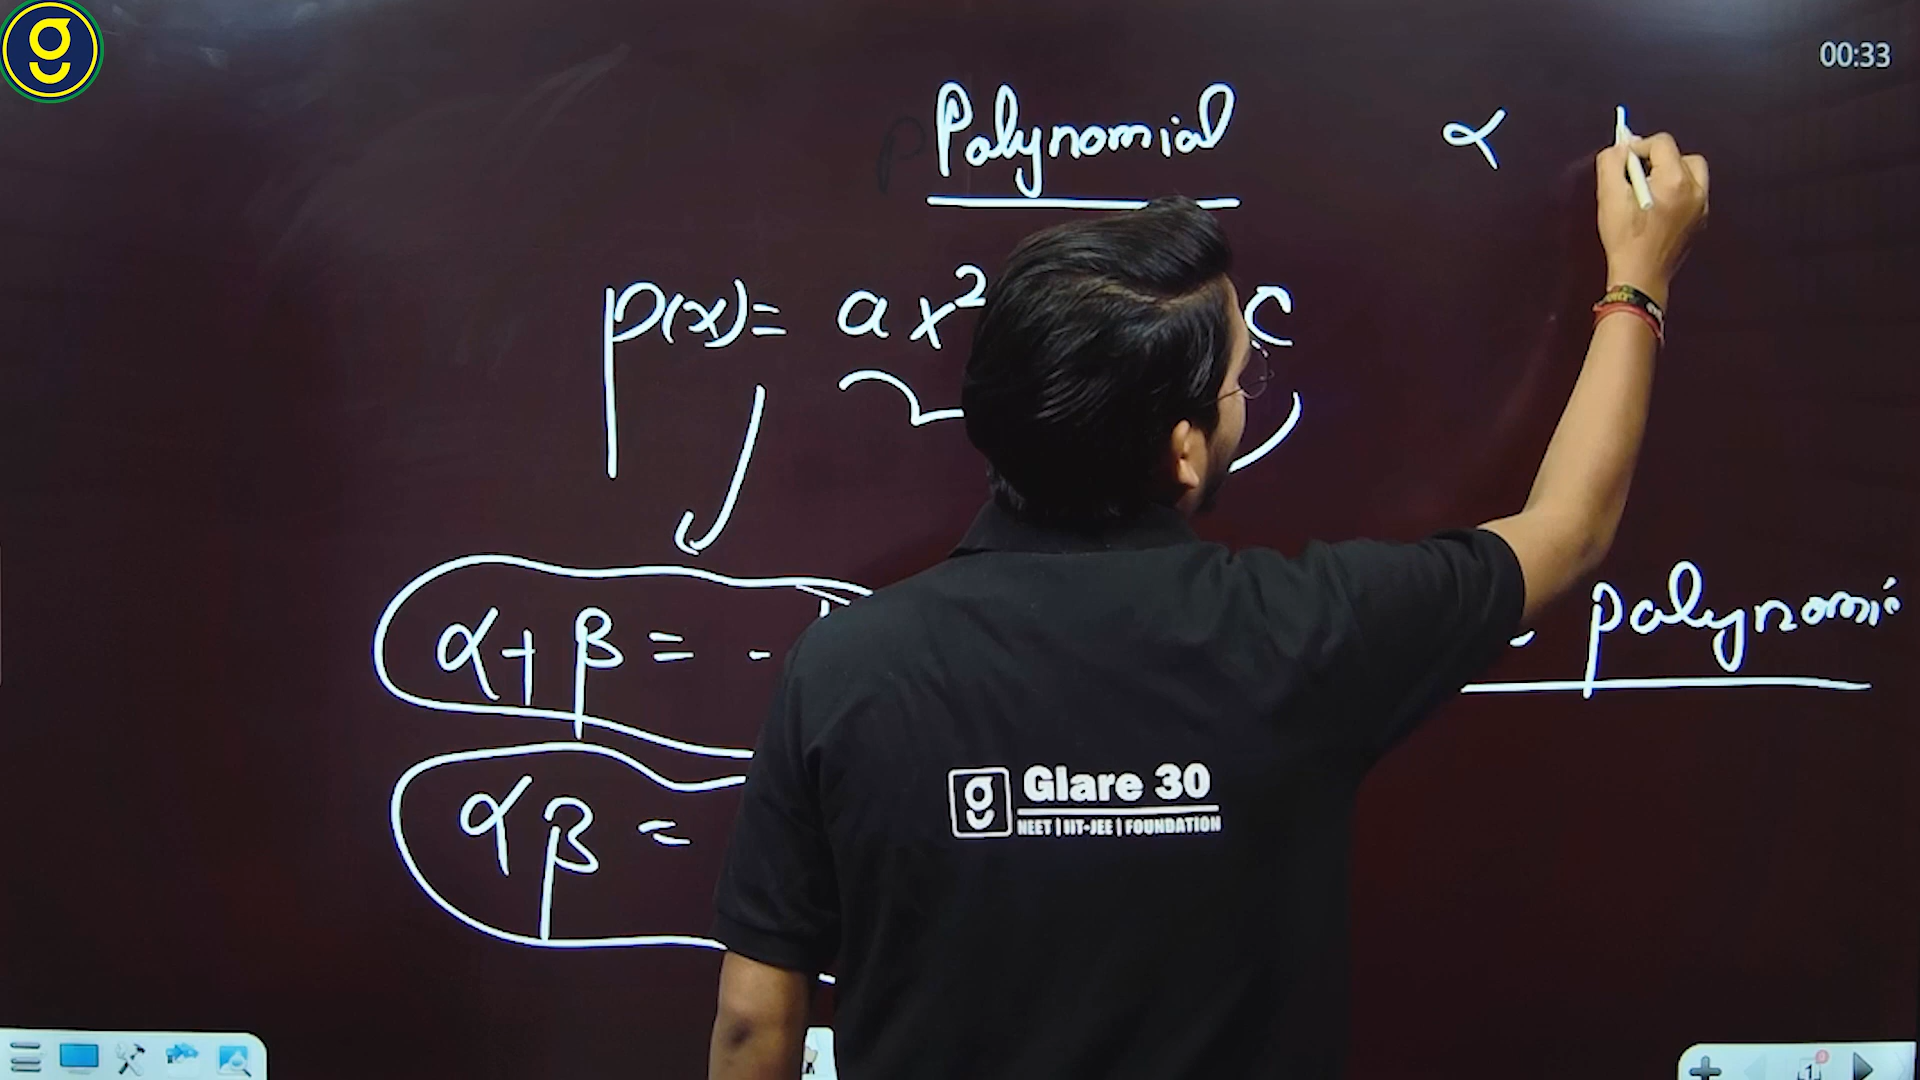 g
00:33
Polynomial
α
p(x)= ax² c
α+β = -
polynomi
αβ =
g Glare 30
NEET | IIT-JEE | FOUNDATION